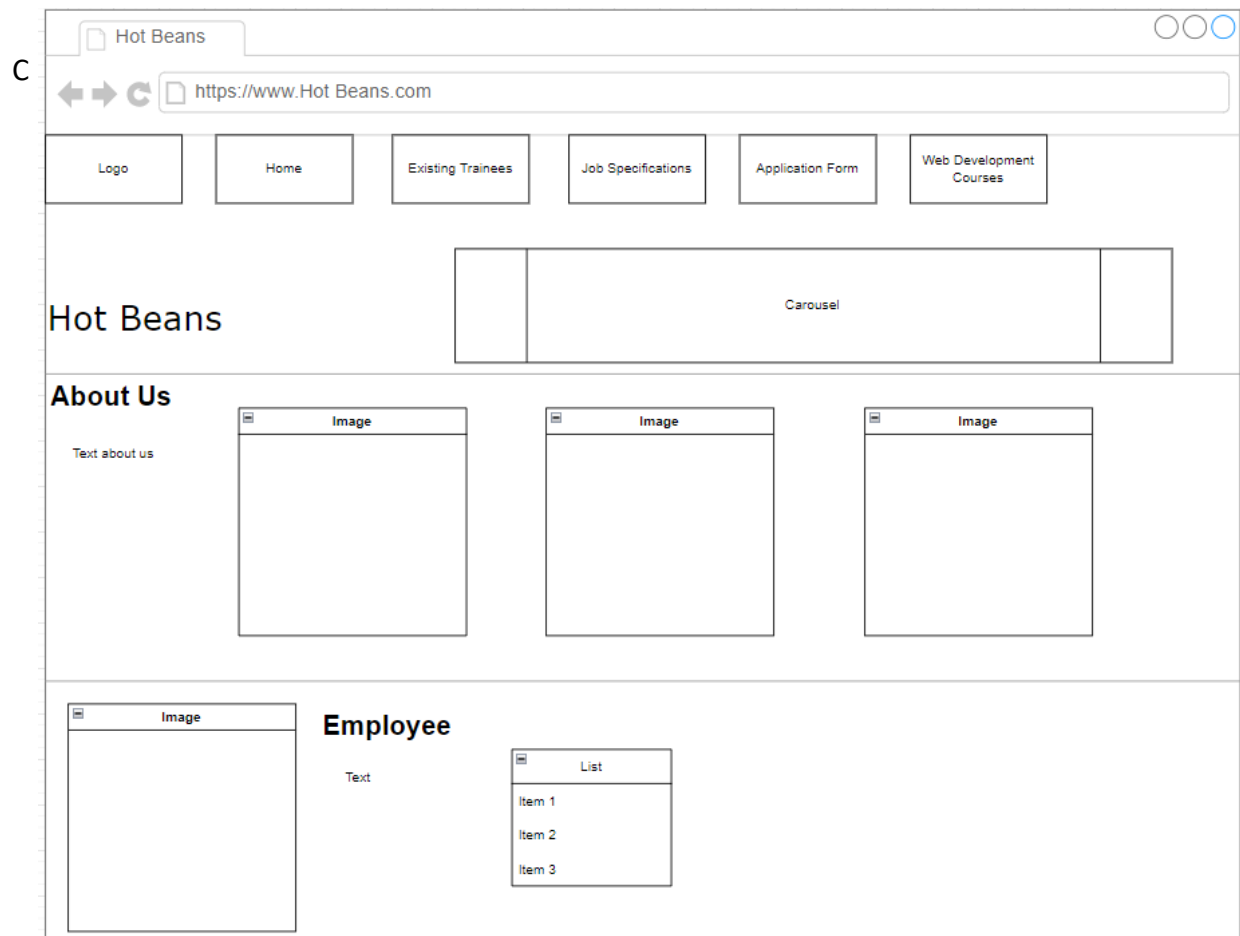 Hot Beans
C
https://www.Hot Beans.com
Logo
Home
Existing Trainees
Job Specifications
Application Form
Web Development
Courses
Carousel
Hot Beans
About Us
Image
Image
Image
Text about us
Image
Employee
Text
List
Item 1
Item 2
Item 3